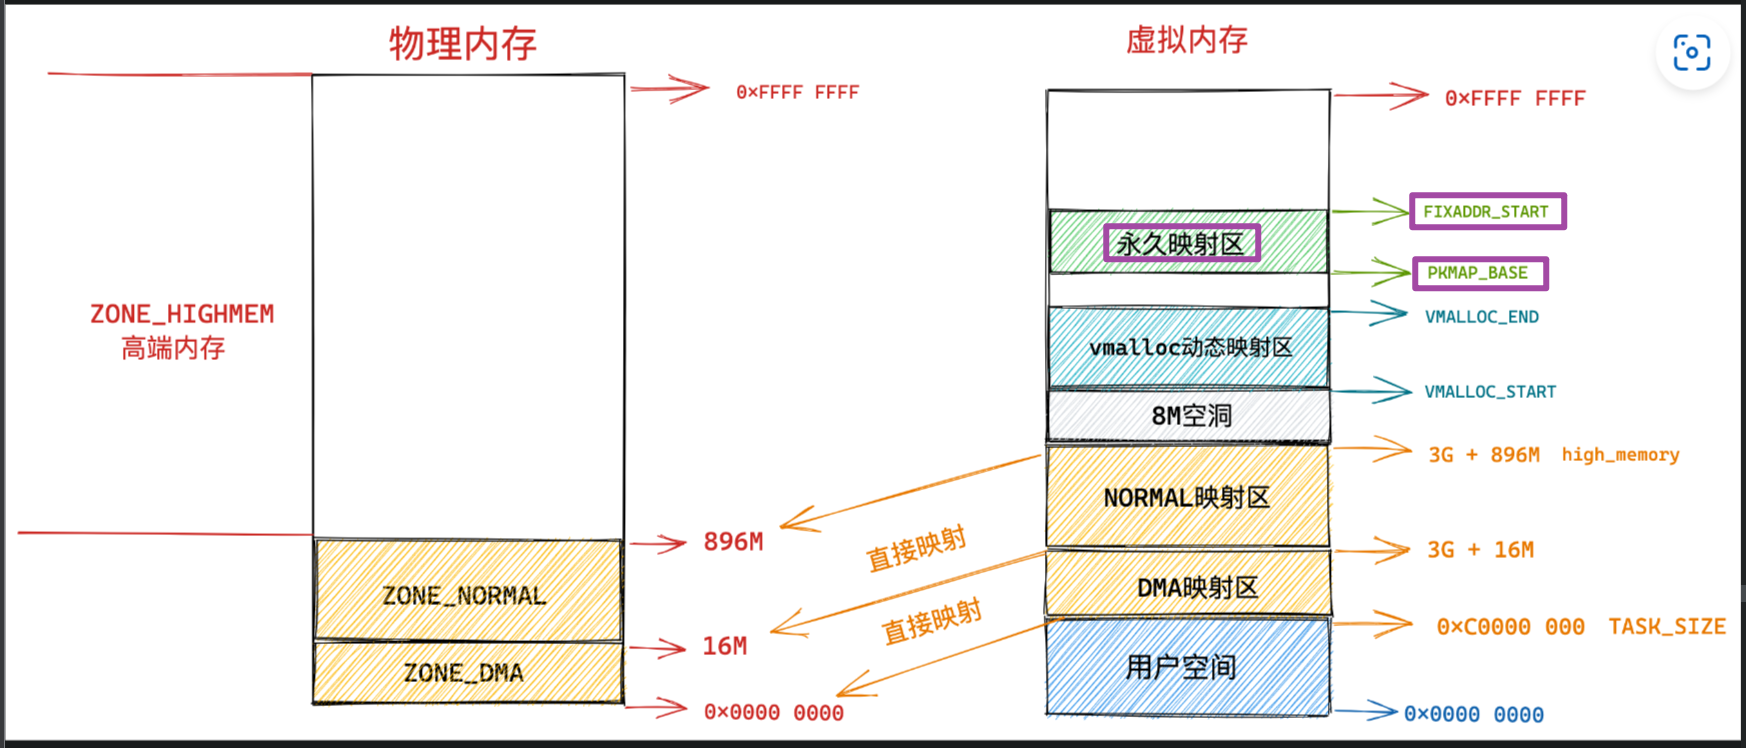 物理内存
虚拟内存
0×FFFF FFFF
0×FFFF FFFF
FIXADDR_START
永久映射区
PKMAP_BASE
ZONE_HIGHMEM
高端内存
VMALLOC_END
vmalloc动态映射区
VMALLOC_START
8M空洞
3G + 896M high_memory
NORMAL映射区
896M
直接映射
3G + 16M
ZONE_NORMAL
DMA映射区
直接映射
0×C0000 000 TASK_SIZE
16M
ZONE_DMA
用户空间
0×0000 0000
0×0000 0000